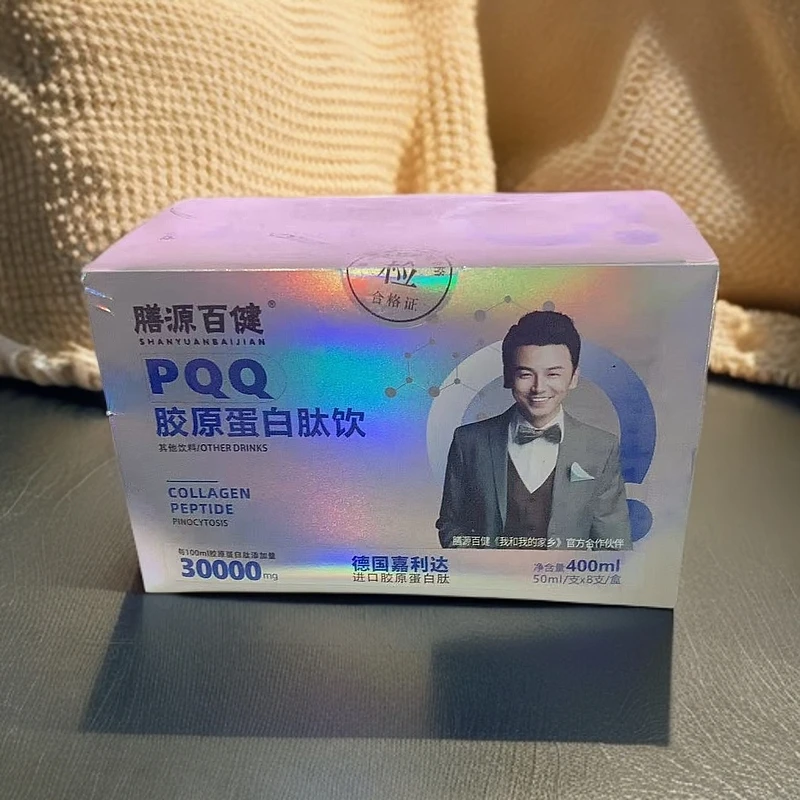 检
合格证
膳源百健®
SHANYUANBAIJIAN
PQQ
胶原蛋白肽饮
其他饮料/OTHER DRINKS
COLLAGEN
PEPTIDE
PINOCYTOSIS
每100ml胶原蛋白肽添加量
30000mg
德国嘉利达
进口胶原蛋白肽
膳源百健《我和我的家乡》官方合作伙伴
净含量400ml
50ml/支x8支/盒